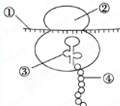 ① ②
③
④